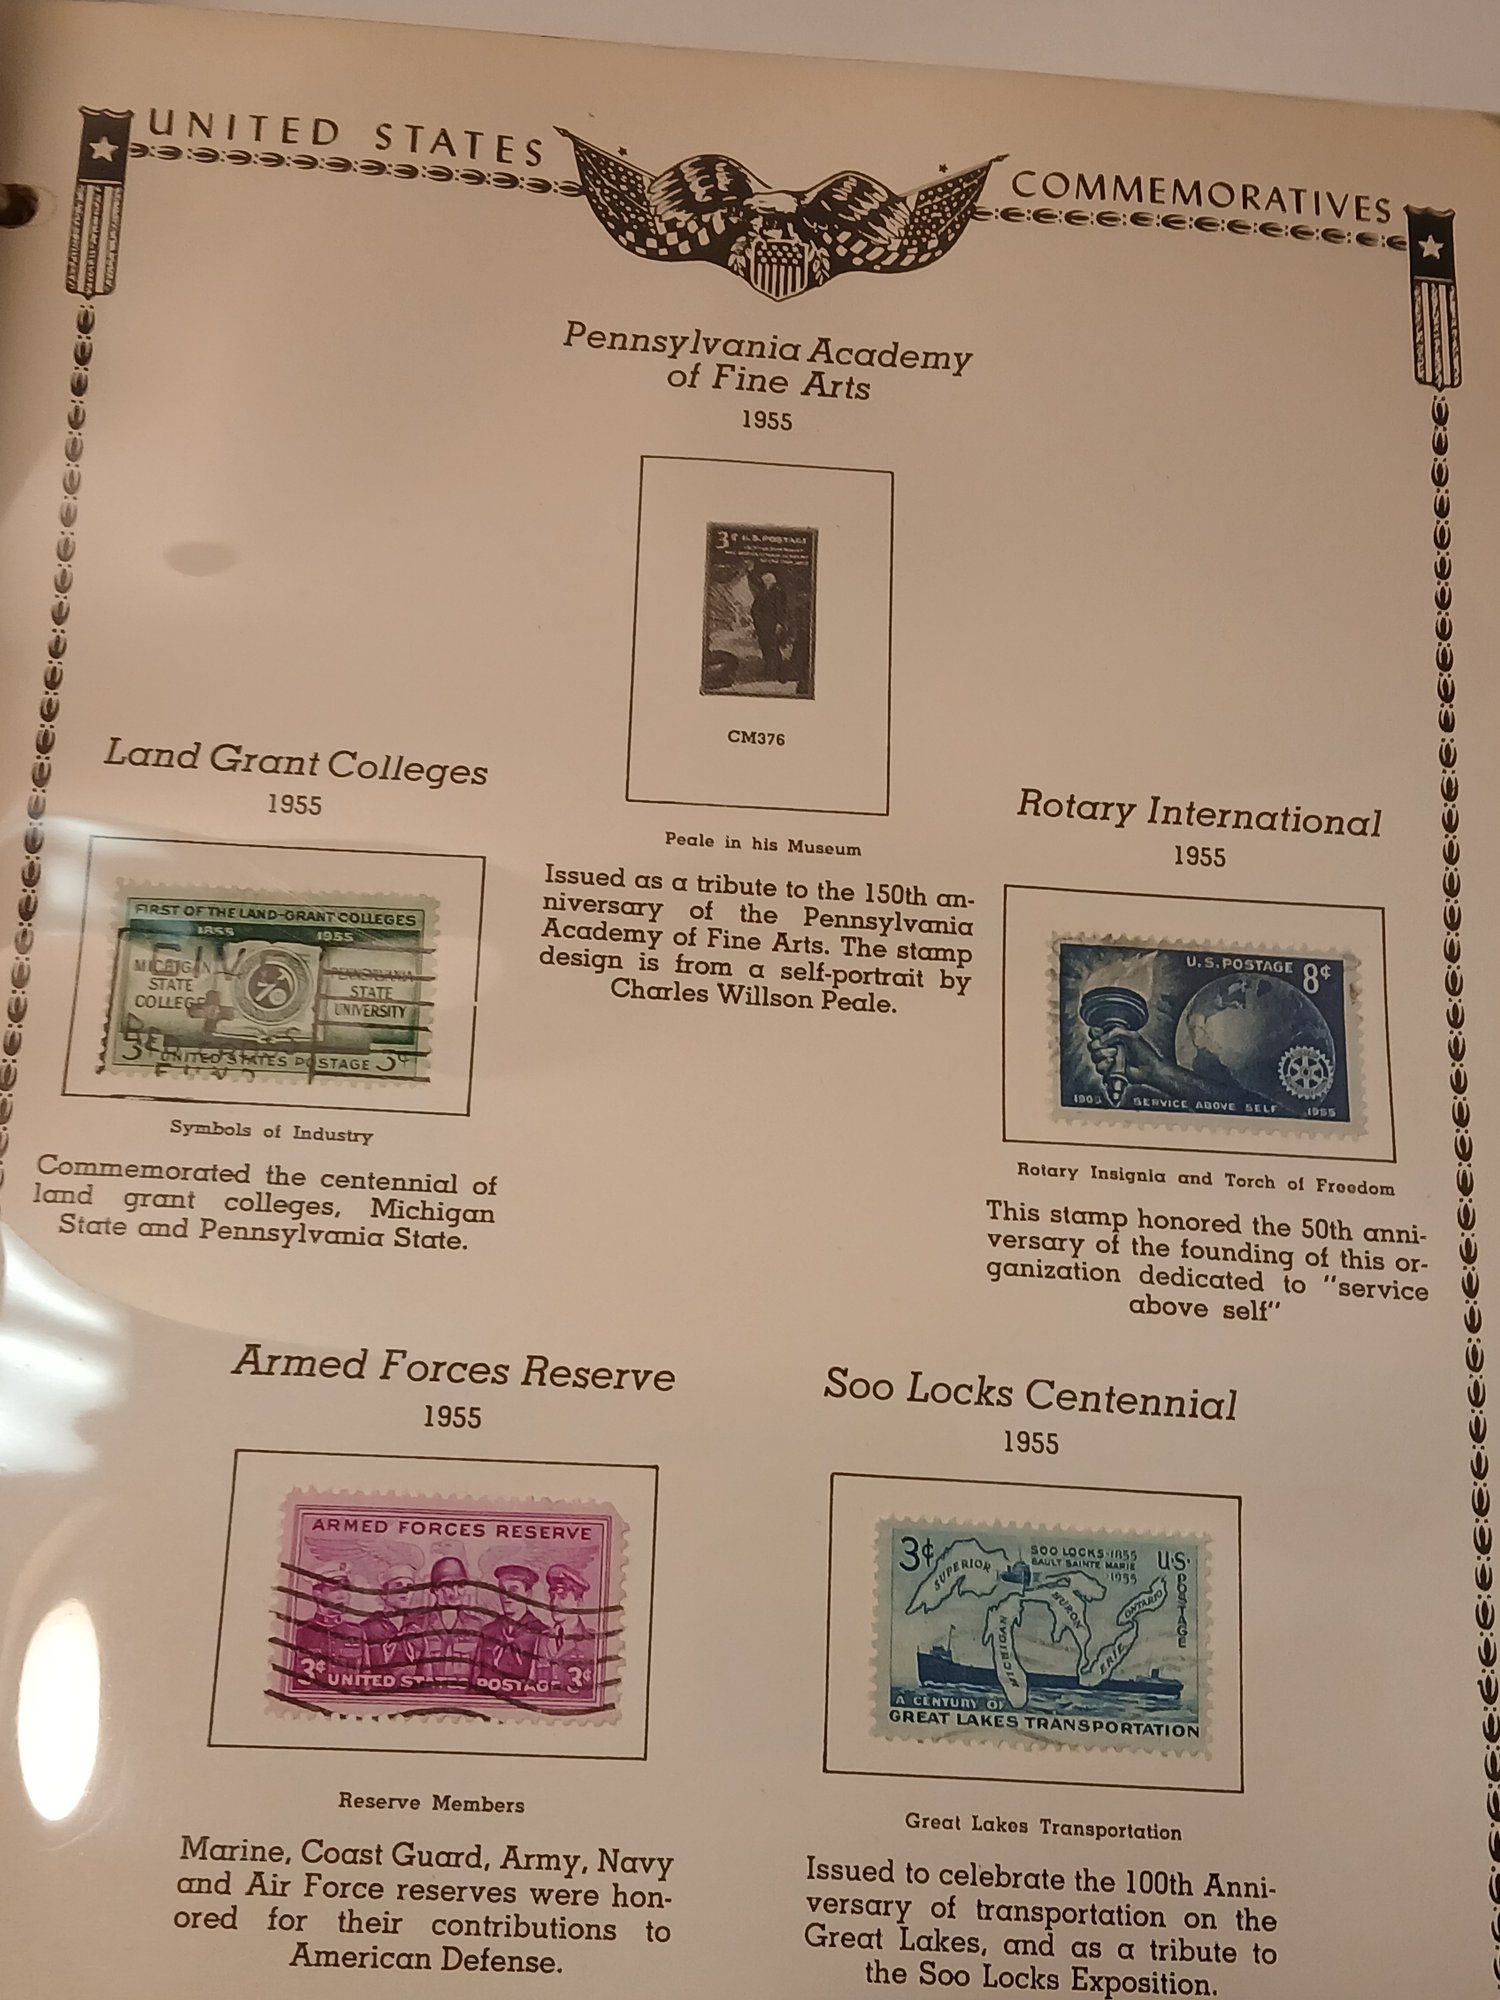 UNITED STATES
COMMEMORATIVES
Pennsylvania Academy
of Fine Arts
1955
3¢ U.S. POSTAGE
CM376
Peale in his Museum
Issued as a tribute to the 150th an-
niversary of the Pennsylvania
Academy of Fine Arts. The stamp
design is from a self-portrait by
Charles Willson Peale.
Land Grant Colleges
1955
FIRST OF THE LAND-GRANT COLLEGES
1855 1955
MICHIGAN
STATE
COLLEGE
PENNSYLVANIA
STATE
UNIVERSITY
3¢ UNITED STATES POSTAGE 3¢
Symbols of Industry
Commemorated the centennial of
land grant colleges, Michigan
State and Pennsylvania State.
Rotary International
1955
U.S. POSTAGE 8¢
1905 SERVICE ABOVE SELF 1955
Rotary Insignia and Torch of Freedom
This stamp honored the 50th anni-
versary of the founding of this or-
ganization dedicated to "service
above self"
Armed Forces Reserve
1955
ARMED FORCES RESERVE
3¢ UNITED STATES POSTAGE 3¢
Reserve Members
Marine, Coast Guard, Army, Navy
and Air Force reserves were hon-
ored for their contributions to
American Defense.
Soo Locks Centennial
1955
3¢
SOO LOCKS·1855
SAULT SAINTE MARIE
·1955
U.S.
POSTAGE
SUPERIOR
HURON
ONTARIO
MICHIGAN
ERIE
A CENTURY OF
GREAT LAKES TRANSPORTATION
Great Lakes Transportation
Issued to celebrate the 100th Anni-
versary of transportation on the
Great Lakes, and as a tribute to
the Soo Locks Exposition.